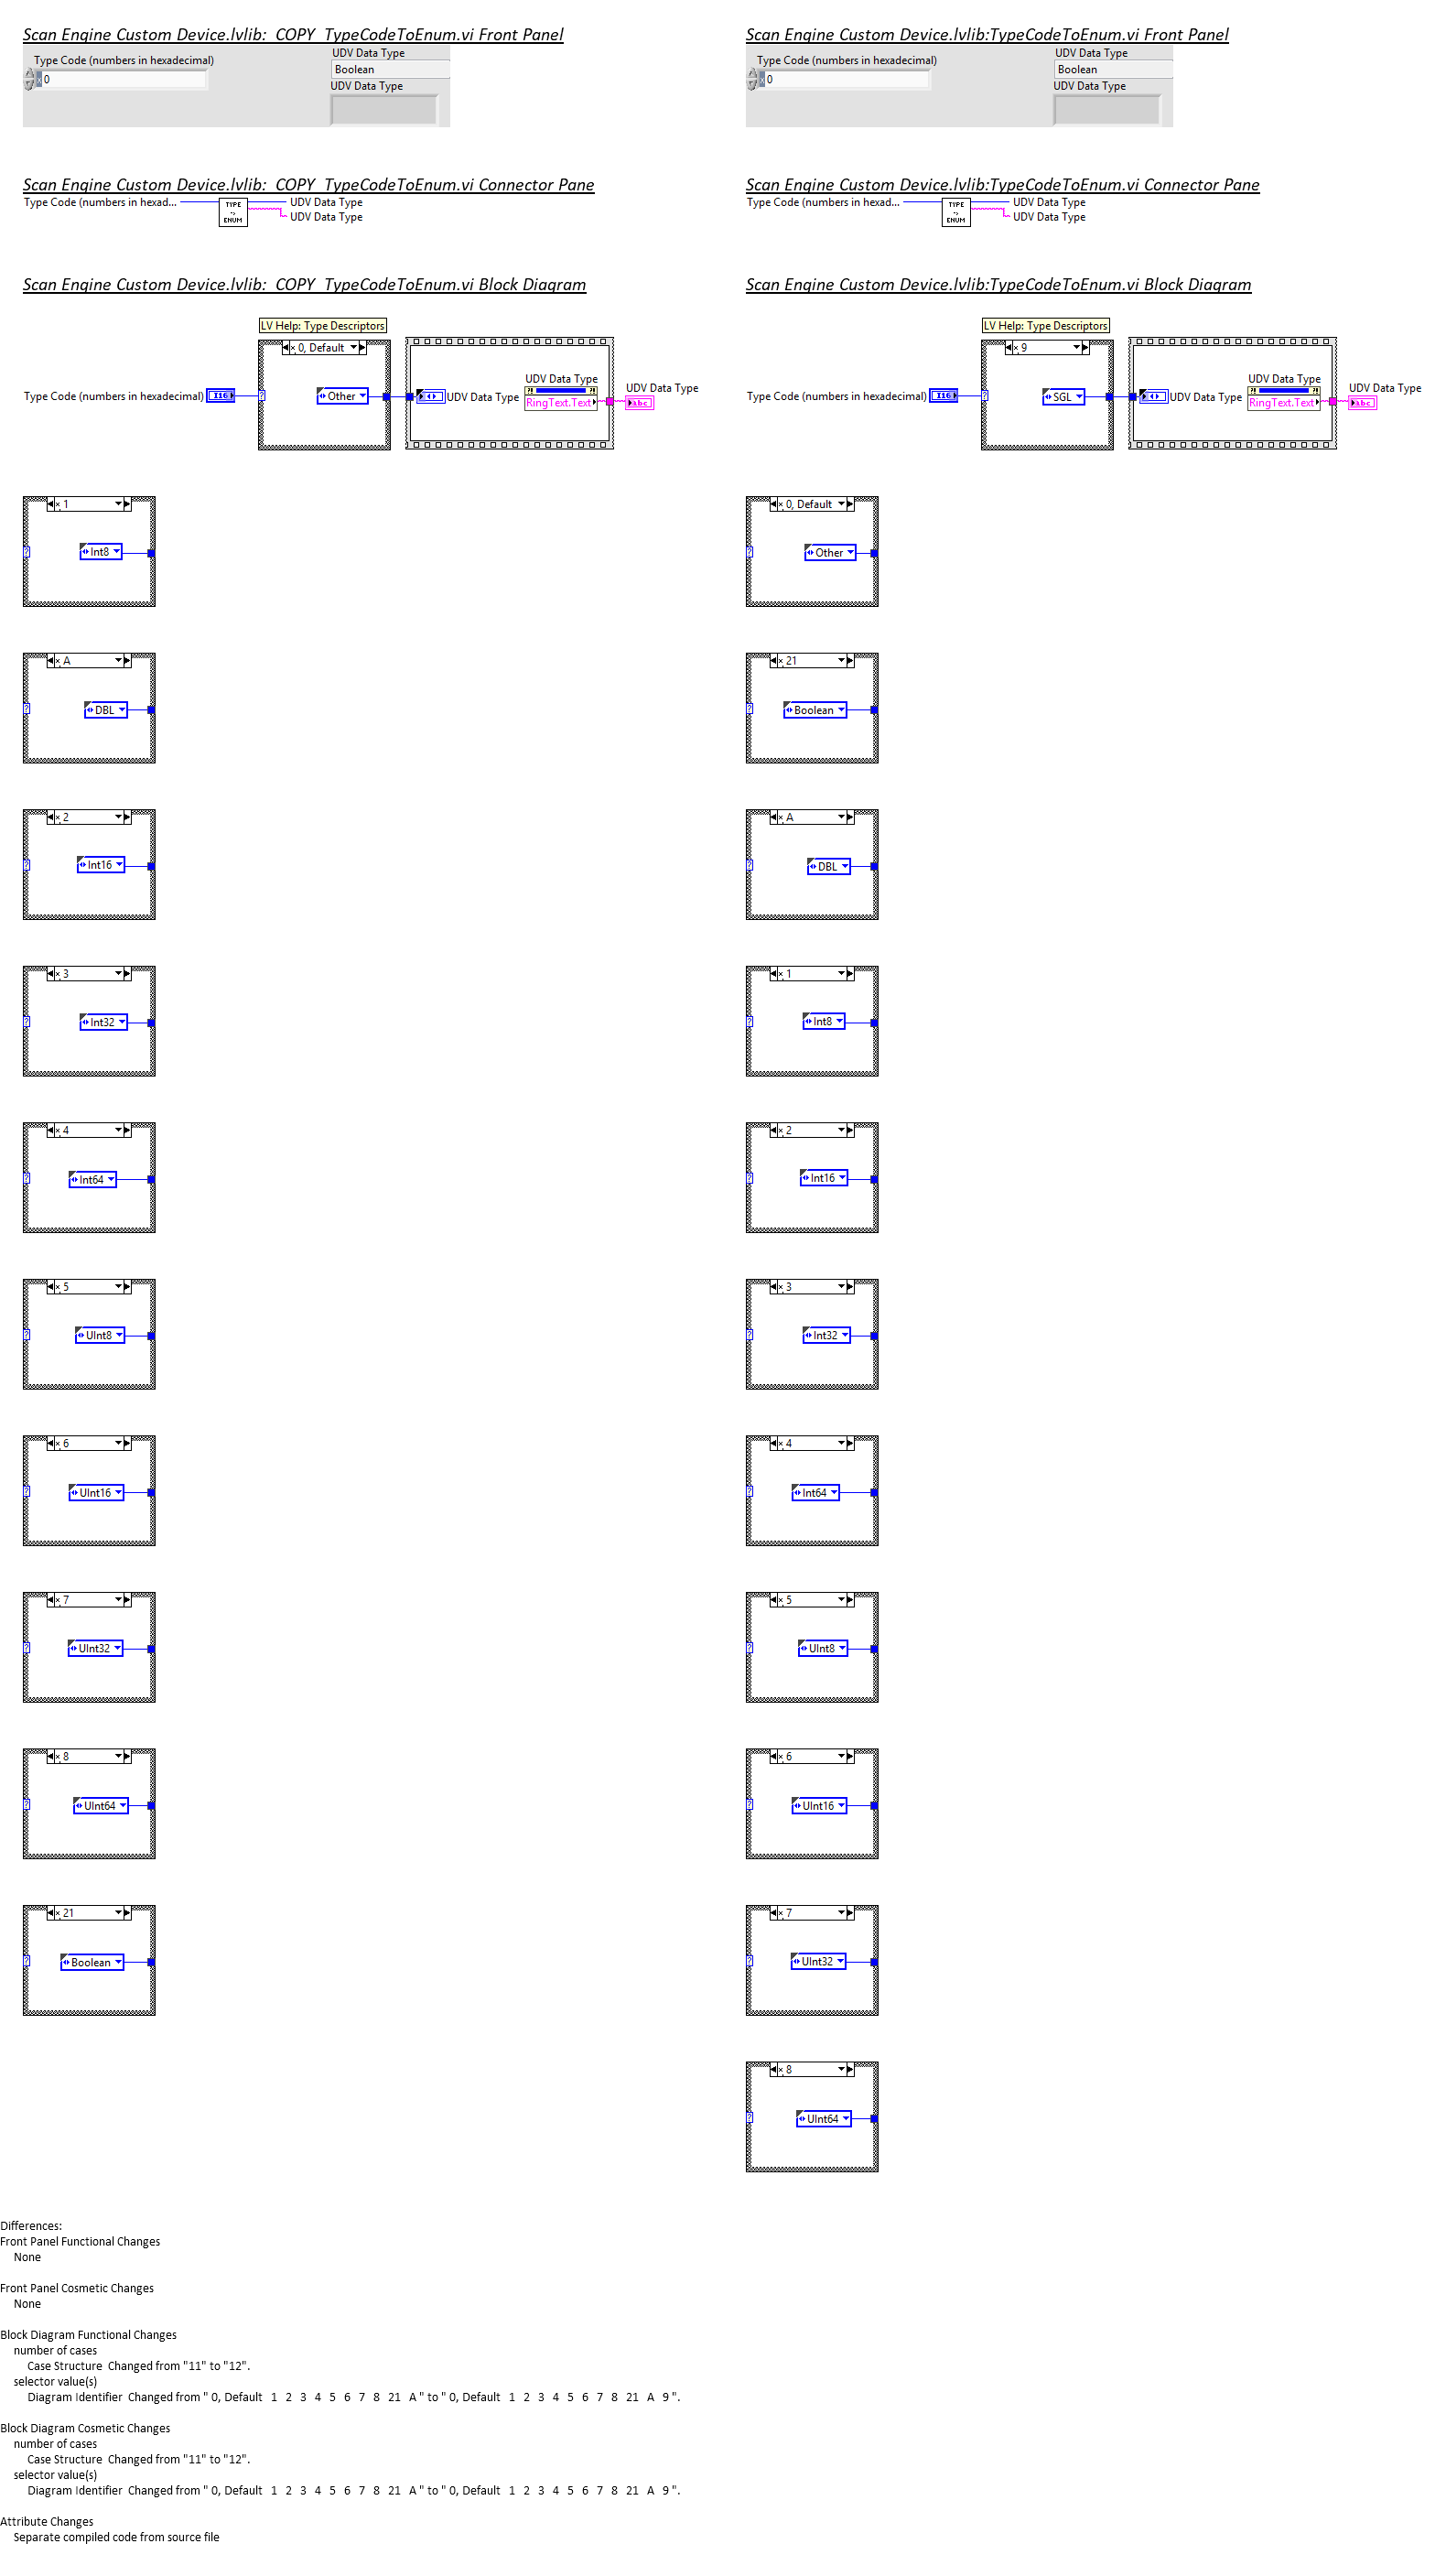 Scan Engine Custom Device.lvlib:_COPY_TypeCodeToEnum.vi Front Panel
Type Code (numbers in hexadecimal)
x 0
UDV Data Type
Boolean
UDV Data Type
Scan Engine Custom Device.lvlib:TypeCodeToEnum.vi Front Panel
Type Code (numbers in hexadecimal)
x 0
UDV Data Type
Boolean
UDV Data Type
Scan Engine Custom Device.lvlib:_COPY_TypeCodeToEnum.vi Connector Pane
Type Code (numbers in hexad...
TYPE
->
ENUM
UDV Data Type
UDV Data Type
Scan Engine Custom Device.lvlib:TypeCodeToEnum.vi Connector Pane
Type Code (numbers in hexad...
TYPE
->
ENUM
UDV Data Type
UDV Data Type
Scan Engine Custom Device.lvlib:_COPY_TypeCodeToEnum.vi Block Diagram
LV Help: Type Descriptors
x 0, Default
Type Code (numbers in hexadecimal)
I16
?
Other
UDV Data Type
UDV Data Type
RingText.Text
UDV Data Type
abc
Scan Engine Custom Device.lvlib:TypeCodeToEnum.vi Block Diagram
LV Help: Type Descriptors
x 9
Type Code (numbers in hexadecimal)
I16
?
SGL
UDV Data Type
UDV Data Type
RingText.Text
UDV Data Type
abc
x 1
?
Int8
x 0, Default
?
Other
x A
?
DBL
x 21
?
Boolean
x 2
?
Int16
x A
?
DBL
x 3
?
Int32
x 1
?
Int8
x 4
?
Int64
x 2
?
Int16
x 5
?
UInt8
x 3
?
Int32
x 6
?
UInt16
x 4
?
Int64
x 7
?
UInt32
x 5
?
UInt8
x 8
?
UInt64
x 6
?
UInt16
x 21
?
Boolean
x 7
?
UInt32
x 8
?
UInt64
Differences:
Front Panel Functional Changes
None
Front Panel Cosmetic Changes
None
Block Diagram Functional Changes
number of cases
Case Structure  Changed from "11" to "12".
selector value(s)
Diagram Identifier  Changed from " 0, Default   1   2   3   4   5   6   7   8   21   A " to " 0, Default   1   2   3   4   5   6   7   8   21   A   9 ".
Block Diagram Cosmetic Changes
number of cases
Case Structure  Changed from "11" to "12".
selector value(s)
Diagram Identifier  Changed from " 0, Default   1   2   3   4   5   6   7   8   21   A " to " 0, Default   1   2   3   4   5   6   7   8   21   A   9 ".
Attribute Changes
Separate compiled code from source file